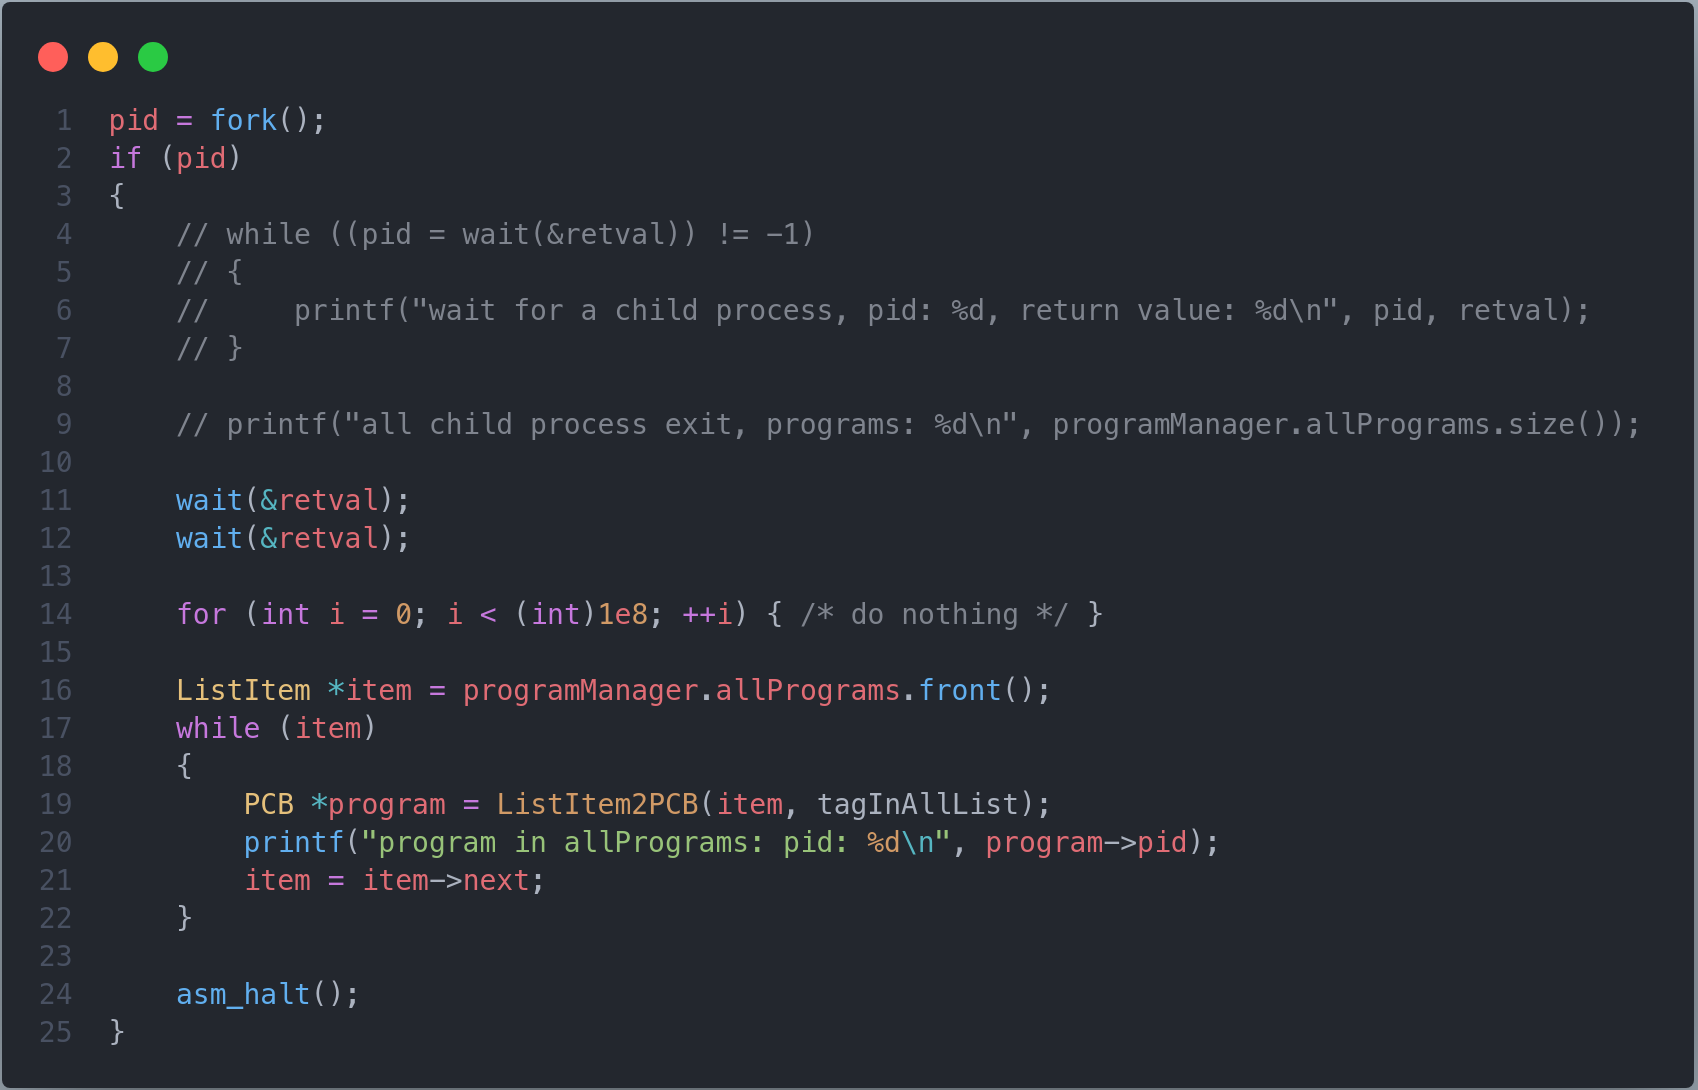 1 pid = fork();
2 if (pid)
3 {
4     // while ((pid = wait(&retval)) != -1)
5     // {
6     //     printf("wait for a child process, pid: %d, return value: %d\n", pid, retval);
7     // }
8
9     // printf("all child process exit, programs: %d\n", programManager.allPrograms.size());
10
11     wait(&retval);
12     wait(&retval);
13
14     for (int i = 0; i < (int)1e8; ++i) { /* do nothing */ }
15
16     ListItem *item = programManager.allPrograms.front();
17     while (item)
18     {
19         PCB *program = ListItem2PCB(item, tagInAllList);
20         printf("program in allPrograms: pid: %d\n", program->pid);
21         item = item->next;
22     }
23
24     asm_halt();
25 }